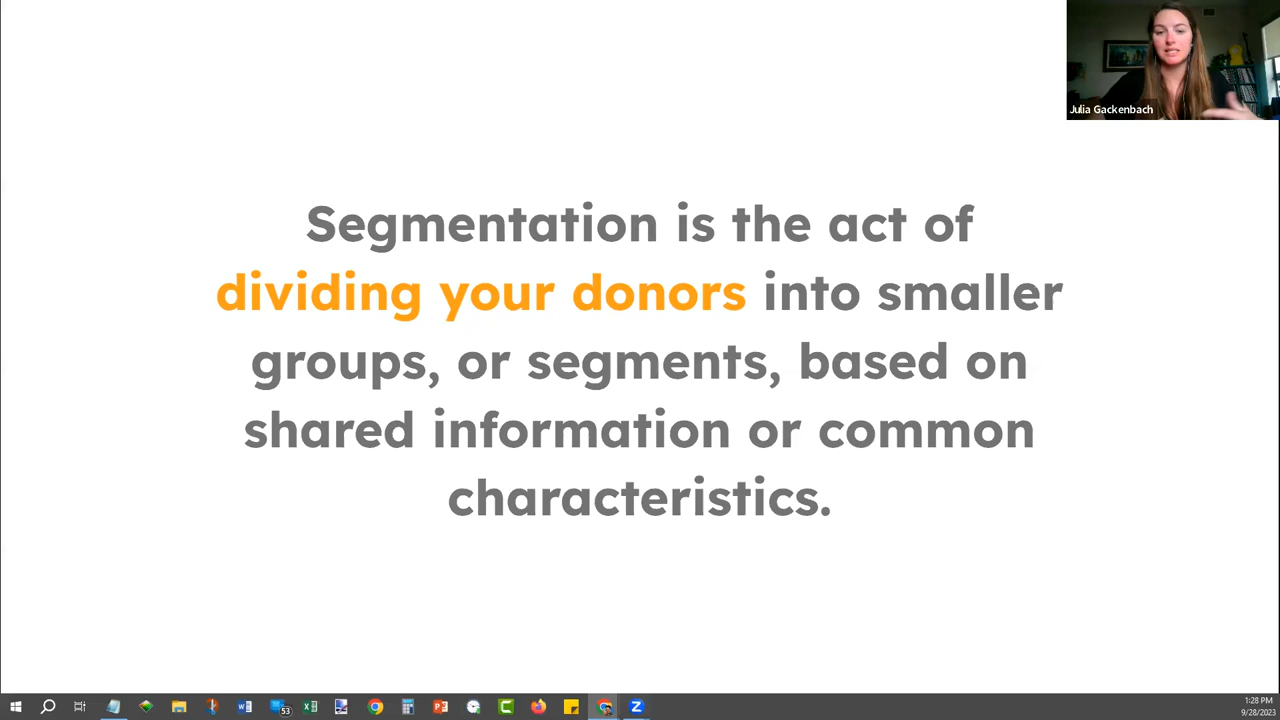 Julia Gackenbach
Segmentation is the act of
dividing your donors into smaller
groups, or segments, based on
shared information or common
characteristics.
53
1:28 PM
9/28/2023